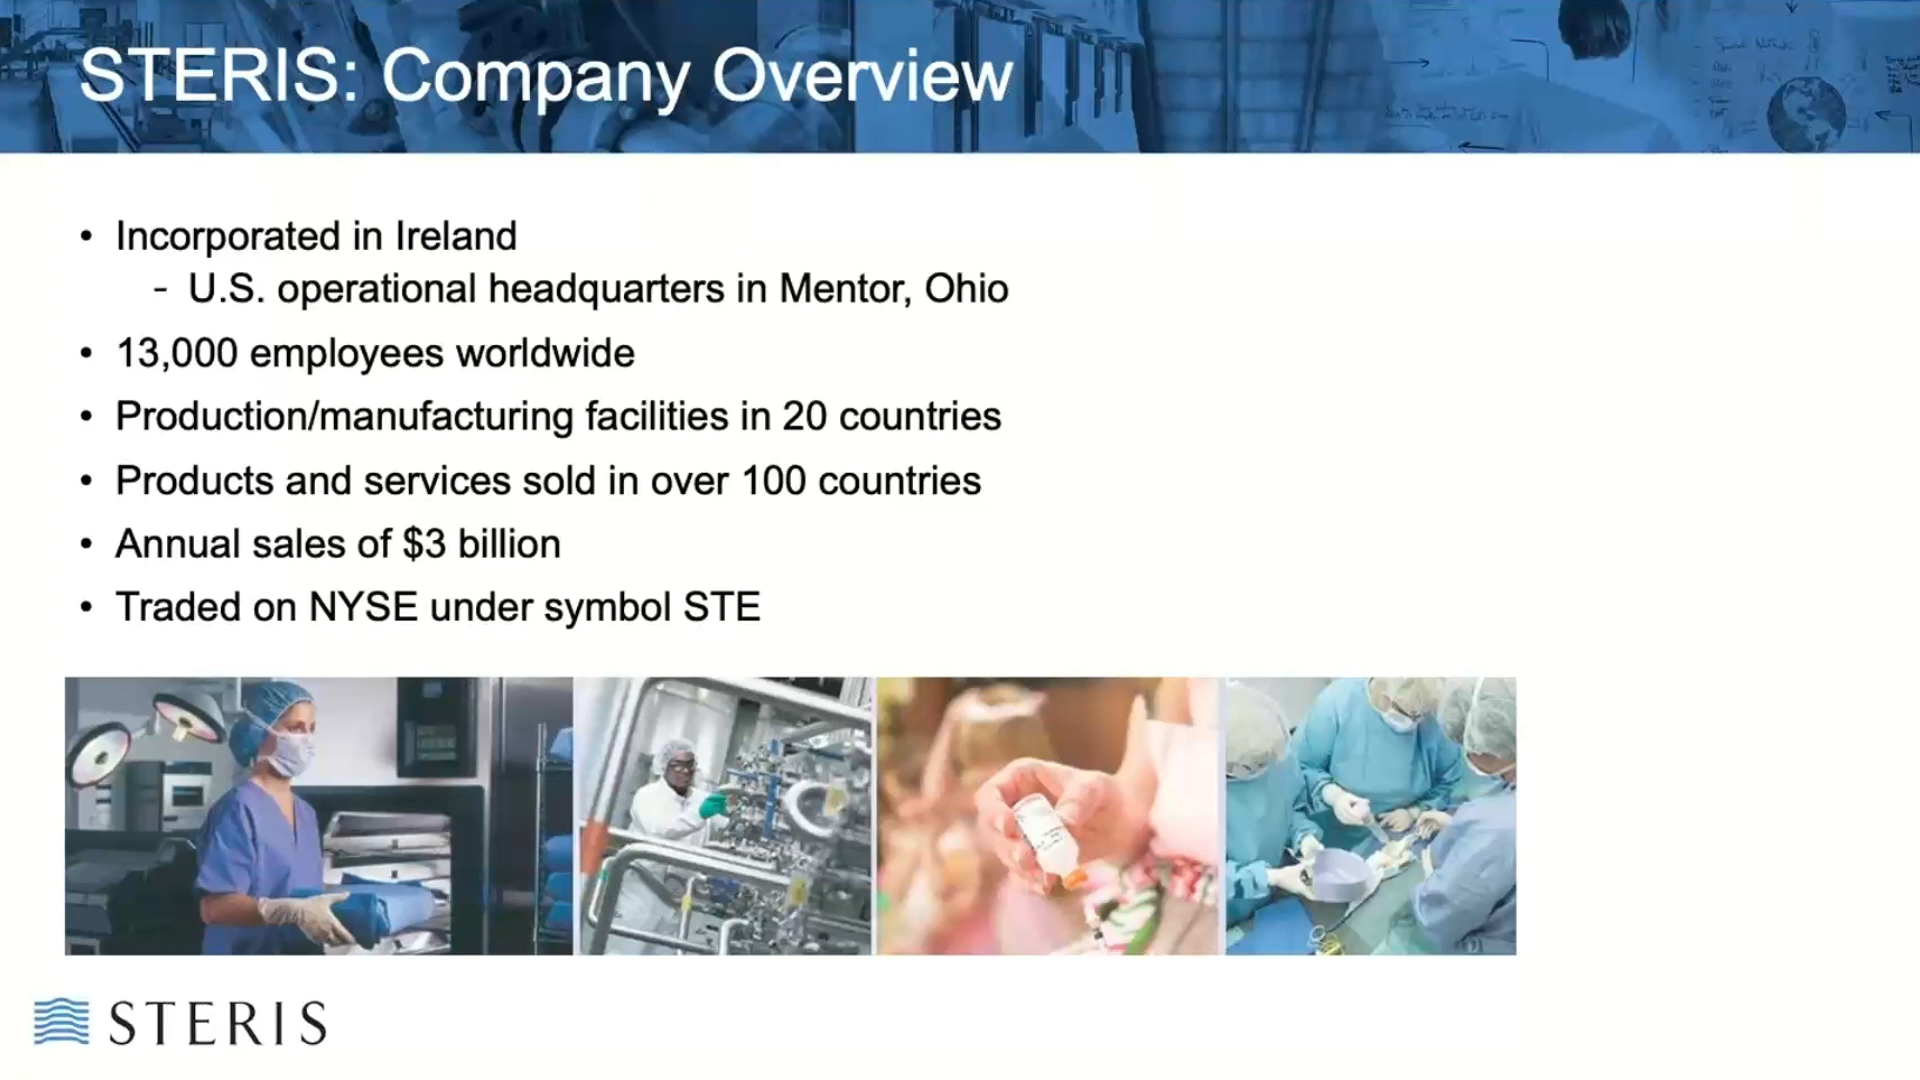 STERIS: Company Overview
• Incorporated in Ireland
- U.S. operational headquarters in Mentor, Ohio
• 13,000 employees worldwide
• Production/manufacturing facilities in 20 countries
• Products and services sold in over 100 countries
• Annual sales of $3 billion
• Traded on NYSE under symbol STE
STERIS